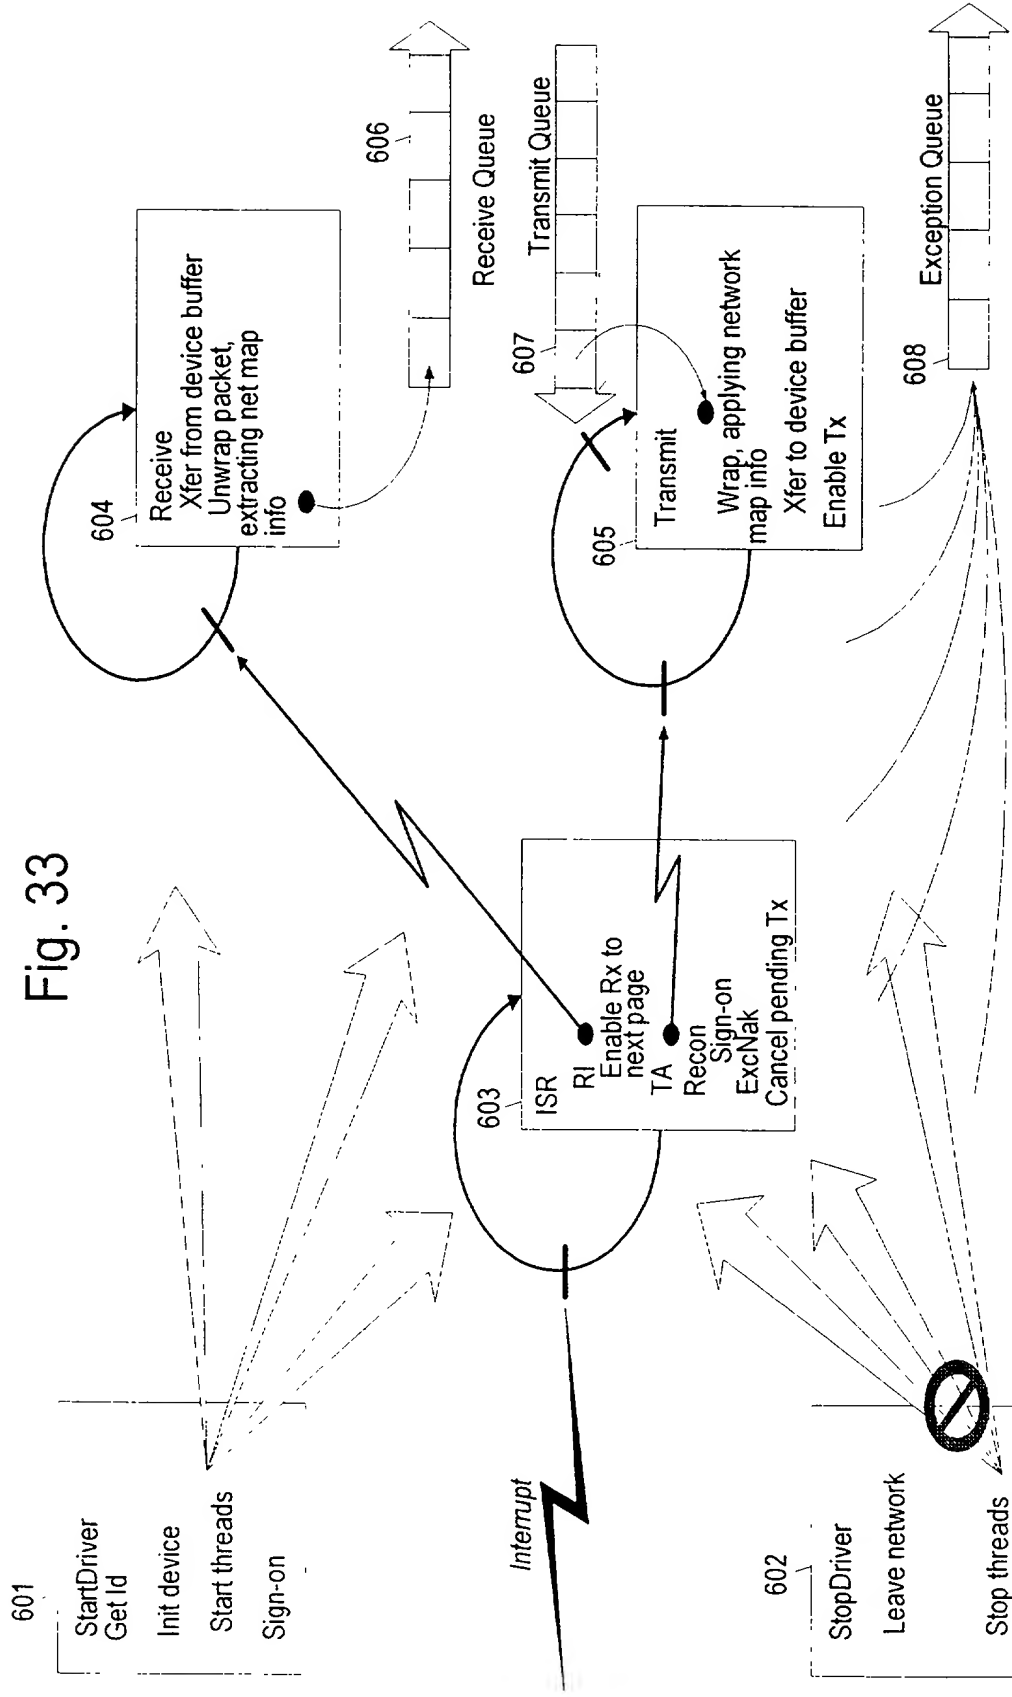 Fig. 33
601
StartDriver
Get Id
Init device
Start threads
Sign-on
Interrupt
602
StopDriver
Leave network
Stop threads
603
ISR
RI
Enable Rx to
next page
TA
Recon
Sign-on
ExcNak
Cancel pending Tx
604
Receive
Xfer from device buffer
Unwrap packet,
extracting net map
info
606
Receive Queue
Transmit Queue
607
605
Transmit
Wrap, applying network
map info
Xfer to device buffer
Enable Tx
608
Exception Queue